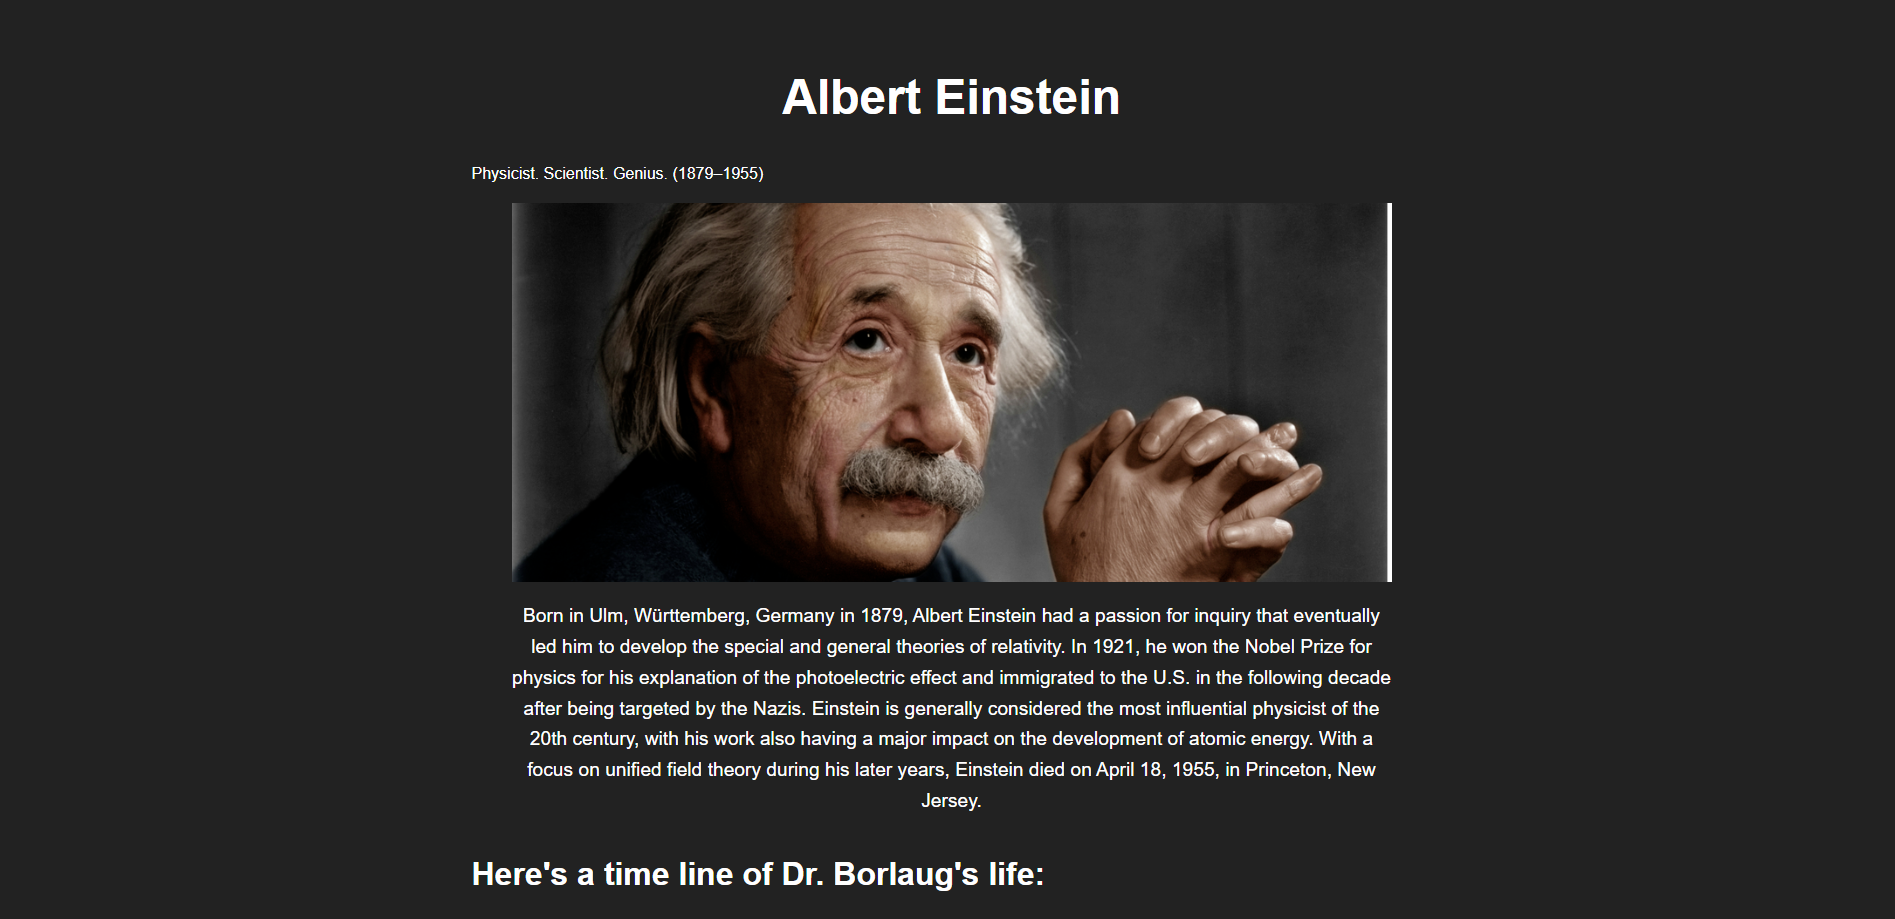 Albert Einstein
Physicist. Scientist. Genius. (1879–1955)
Born in Ulm, Württemberg, Germany in 1879, Albert Einstein had a passion for inquiry that eventually
led him to develop the special and general theories of relativity. In 1921, he won the Nobel Prize for
physics for his explanation of the photoelectric effect and immigrated to the U.S. in the following decade
after being targeted by the Nazis. Einstein is generally considered the most influential physicist of the
20th century, with his work also having a major impact on the development of atomic energy. With a
focus on unified field theory during his later years, Einstein died on April 18, 1955, in Princeton, New
Jersey.
Here's a time line of Dr. Borlaug's life: